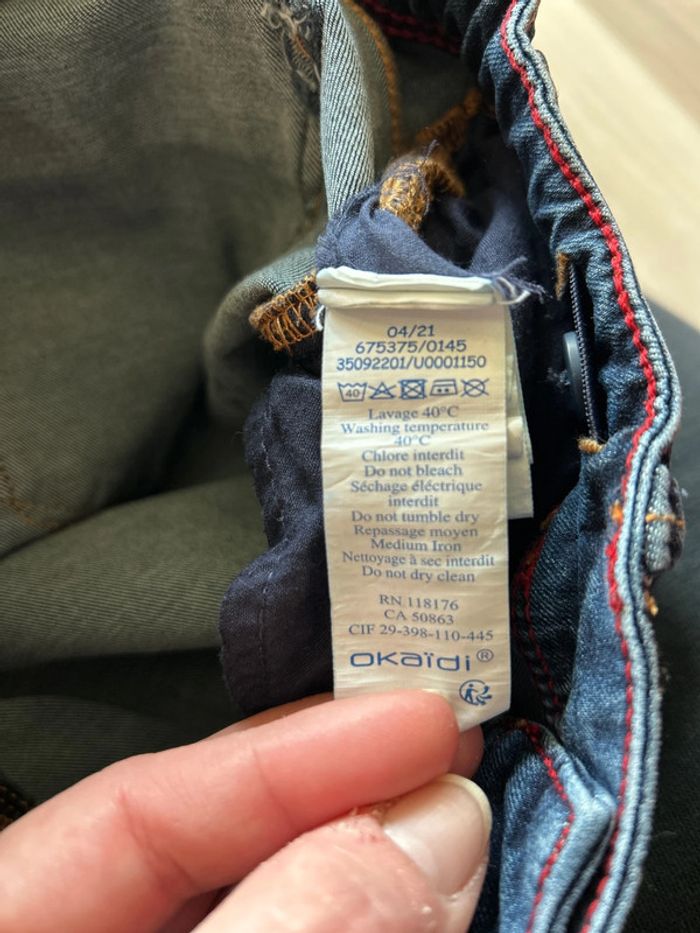 04/21
675375/0145
35092201/U0001150
40
Lavage 40°C
Washing temperature
40°C
Chlore interdit
Do not bleach
Séchage éléctrique
interdit
Do not tumble dry
Repassage moyen
Medium Iron
Nettoyage à sec interdit
Do not dry clean
RN 118176
CA 50863
CIF 29-398-110-445
OKaïdi®